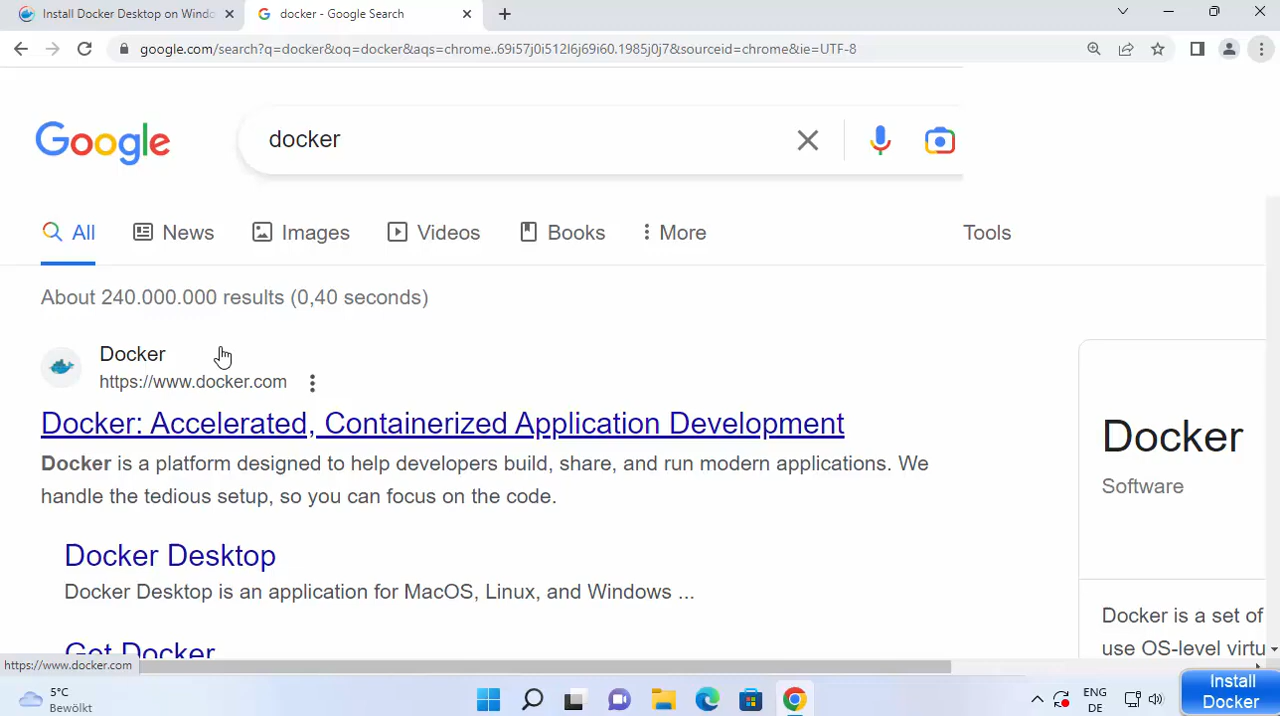 Install Docker Desktop on Windo
docker - Google Search
google.com/search?q=docker&oq=docker&aqs=chrome..69i57j0i512l6j69i60.1985j0j7&sourceid=chrome&ie=UTF-8
Google
docker
All
News
Images
Videos
Books
More
Tools
About 240.000.000 results (0,40 seconds)
Docker
https://www.docker.com
Docker: Accelerated, Containerized Application Development
Docker is a platform designed to help developers build, share, and run modern applications. We
handle the tedious setup, so you can focus on the code.
Docker Desktop
Docker Desktop is an application for MacOS, Linux, and Windows ...
Get Docker
Docker
Software
Docker is a set of
use OS-level virtu
https://www.docker.com
5°C
Bewölkt
ENG
DE
Install
Docker